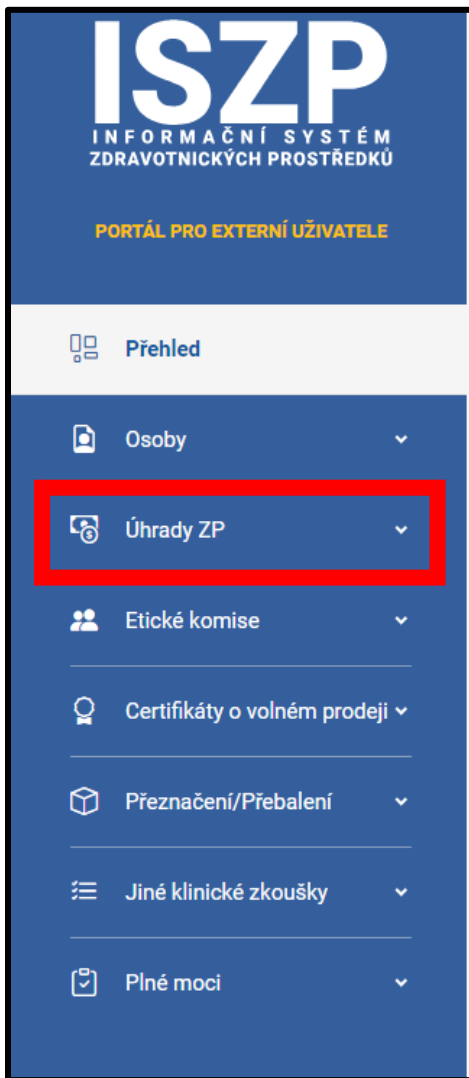 ISZP
INFORMAČNÍ SYSTÉM
ZDRAVOTNICKÝCH PROSTŘEDKŮ
PORTÁL PRO EXTERNÍ UŽIVATELE
Přehled
Osoby
Úhrady ZP
Etické komise
Certifikáty o volném prodeji
Přeznačení/Přebalení
Jiné klinické zkoušky
Plné moci